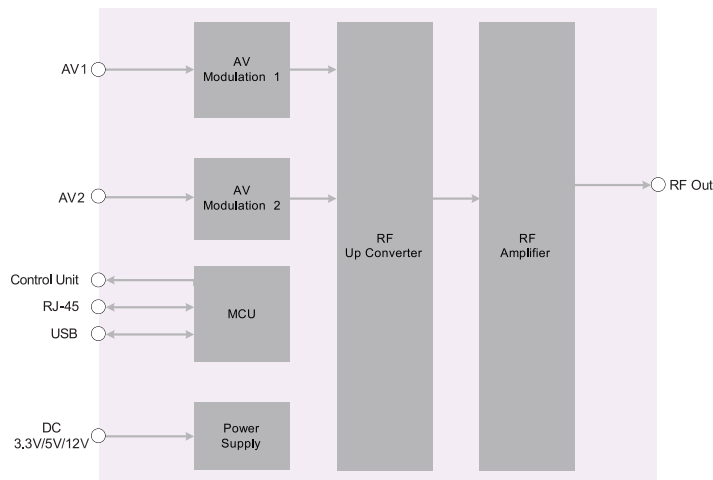 AV1
AV
Modulation 1
AV2
AV
Modulation 2
Control Unit
RJ-45
USB
MCU
DC
3.3V/5V/12V
Power
Supply
RF
Up Converter
RF
Amplifier
RF Out